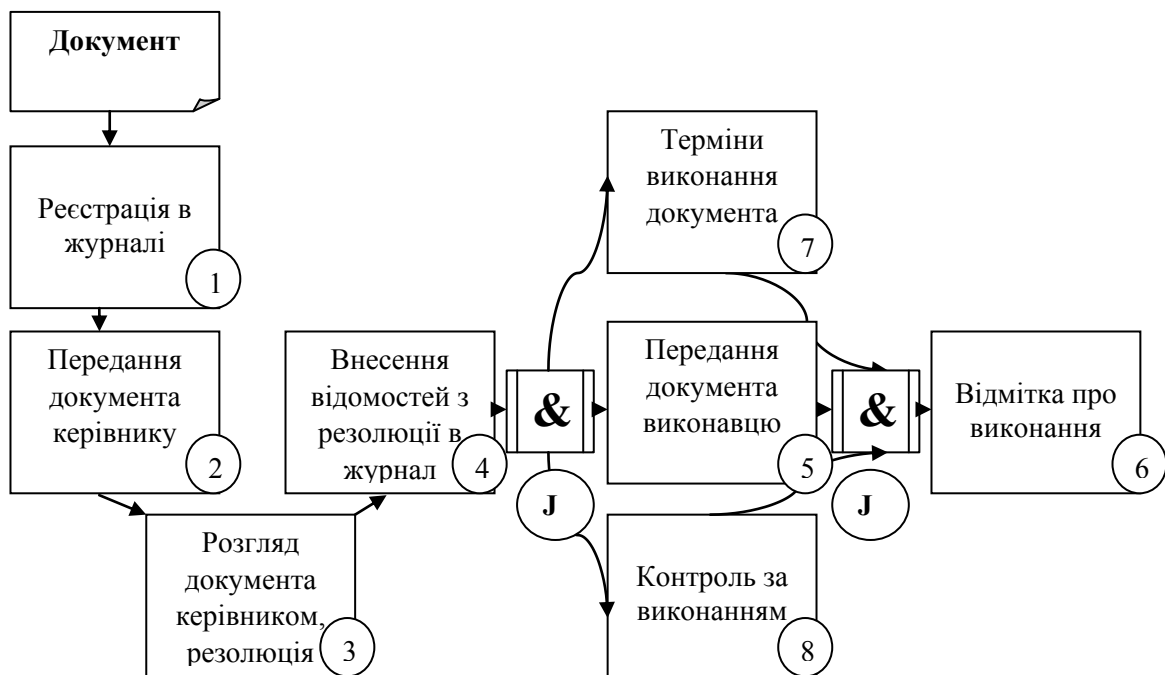 Документ
Реєстрація в
журналі
1
Передання
документа
керівнику
2
Розгляд
документа
керівником,
резолюція
3
Внесення
відомостей з
резолюції в
журнал
4
&
J
Терміни
виконання
документа
7
Передання
документа
виконавцю
5
Контроль за
виконанням
8
&
J
Відмітка про
виконання
6